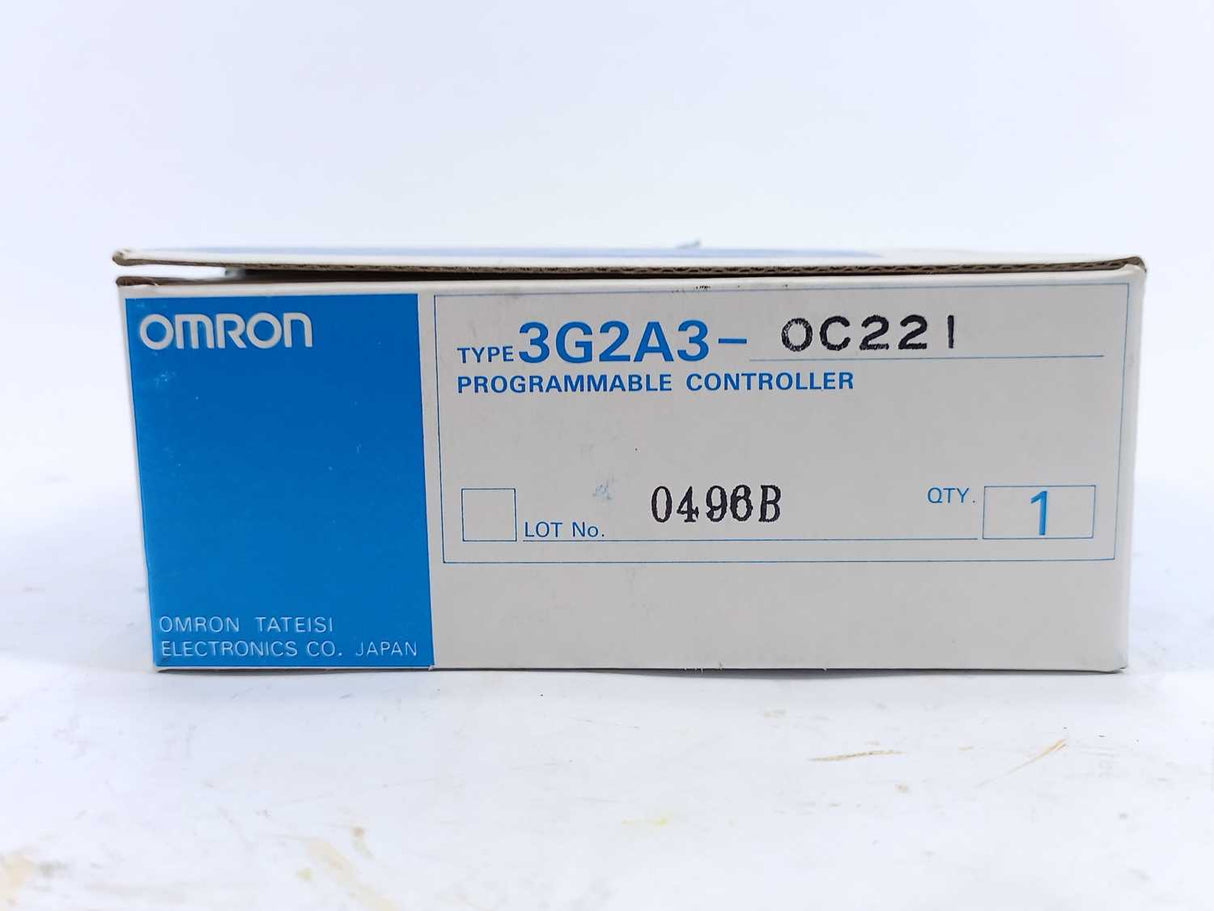 OMRON
TYPE 3G2A3- OC221
PROGRAMMABLE CONTROLLER
LOT No. 0496B
QTY. 1
OMRON TATEISI
ELECTRONICS CO. JAPAN